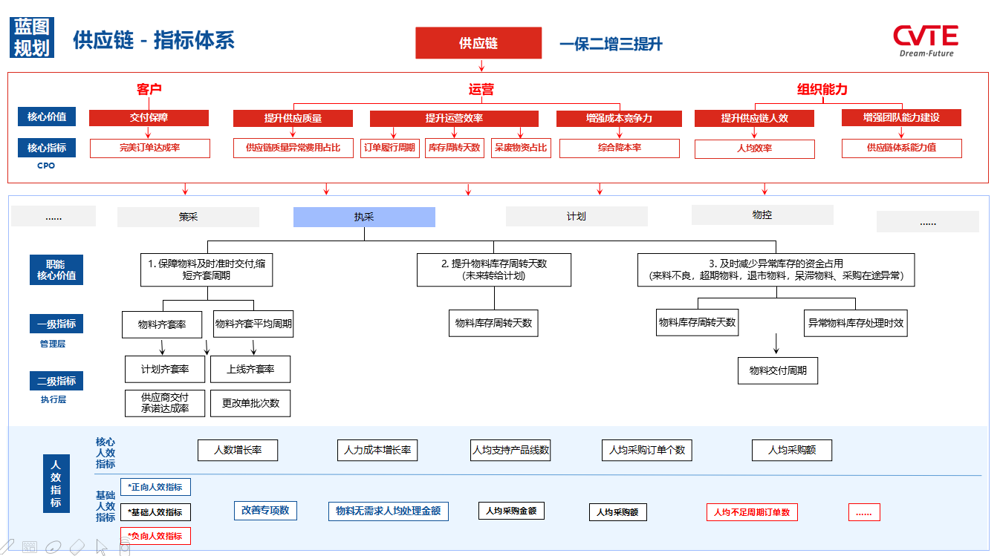 蓝图
规划
供应链 - 指标体系
供应链
一保二增三提升
CVTE
Dream·Future
客户
运营
组织能力
核心价值
交付保障
提升供应质量
提升运营效率
增强成本竞争力
提升供应链人效
增强团队能力建设
核心指标
完美订单达成率
供应链质量异常费用占比
订单履行周期
库存周转天数
呆废物资占比
综合降本率
人均效率
供应链体系能力值
CPO
……
策采
执采
计划
物控
……
职能
核心价值
1. 保障物料及时准时交付,缩
短齐套周期
2. 提升物料库存周转天数
(未来转给计划)
3. 及时减少异常库存的资金占用
(来料不良，超期物料，退市物料，呆滞物料、采购在途异常)
一级指标
管理层
物料齐套率
物料齐套平均周期
物料库存周转天数
物料库存周转天数
异常物料库存处理时效
二级指标
执行层
计划齐套率
上线齐套率
物料交付周期
供应商交付
承诺达成率
更改单批次数
人
效
指
标
核心
人效
指标
人数增长率
人力成本增长率
人均支持产品线数
人均采购订单个数
人均采购额
基础
人效
指标
*正向人效指标
*基础人效指标
*负向人效指标
改善专项数
物料无需求人均处理金额
人均采购金额
人均采购额
人均不足周期订单数
……